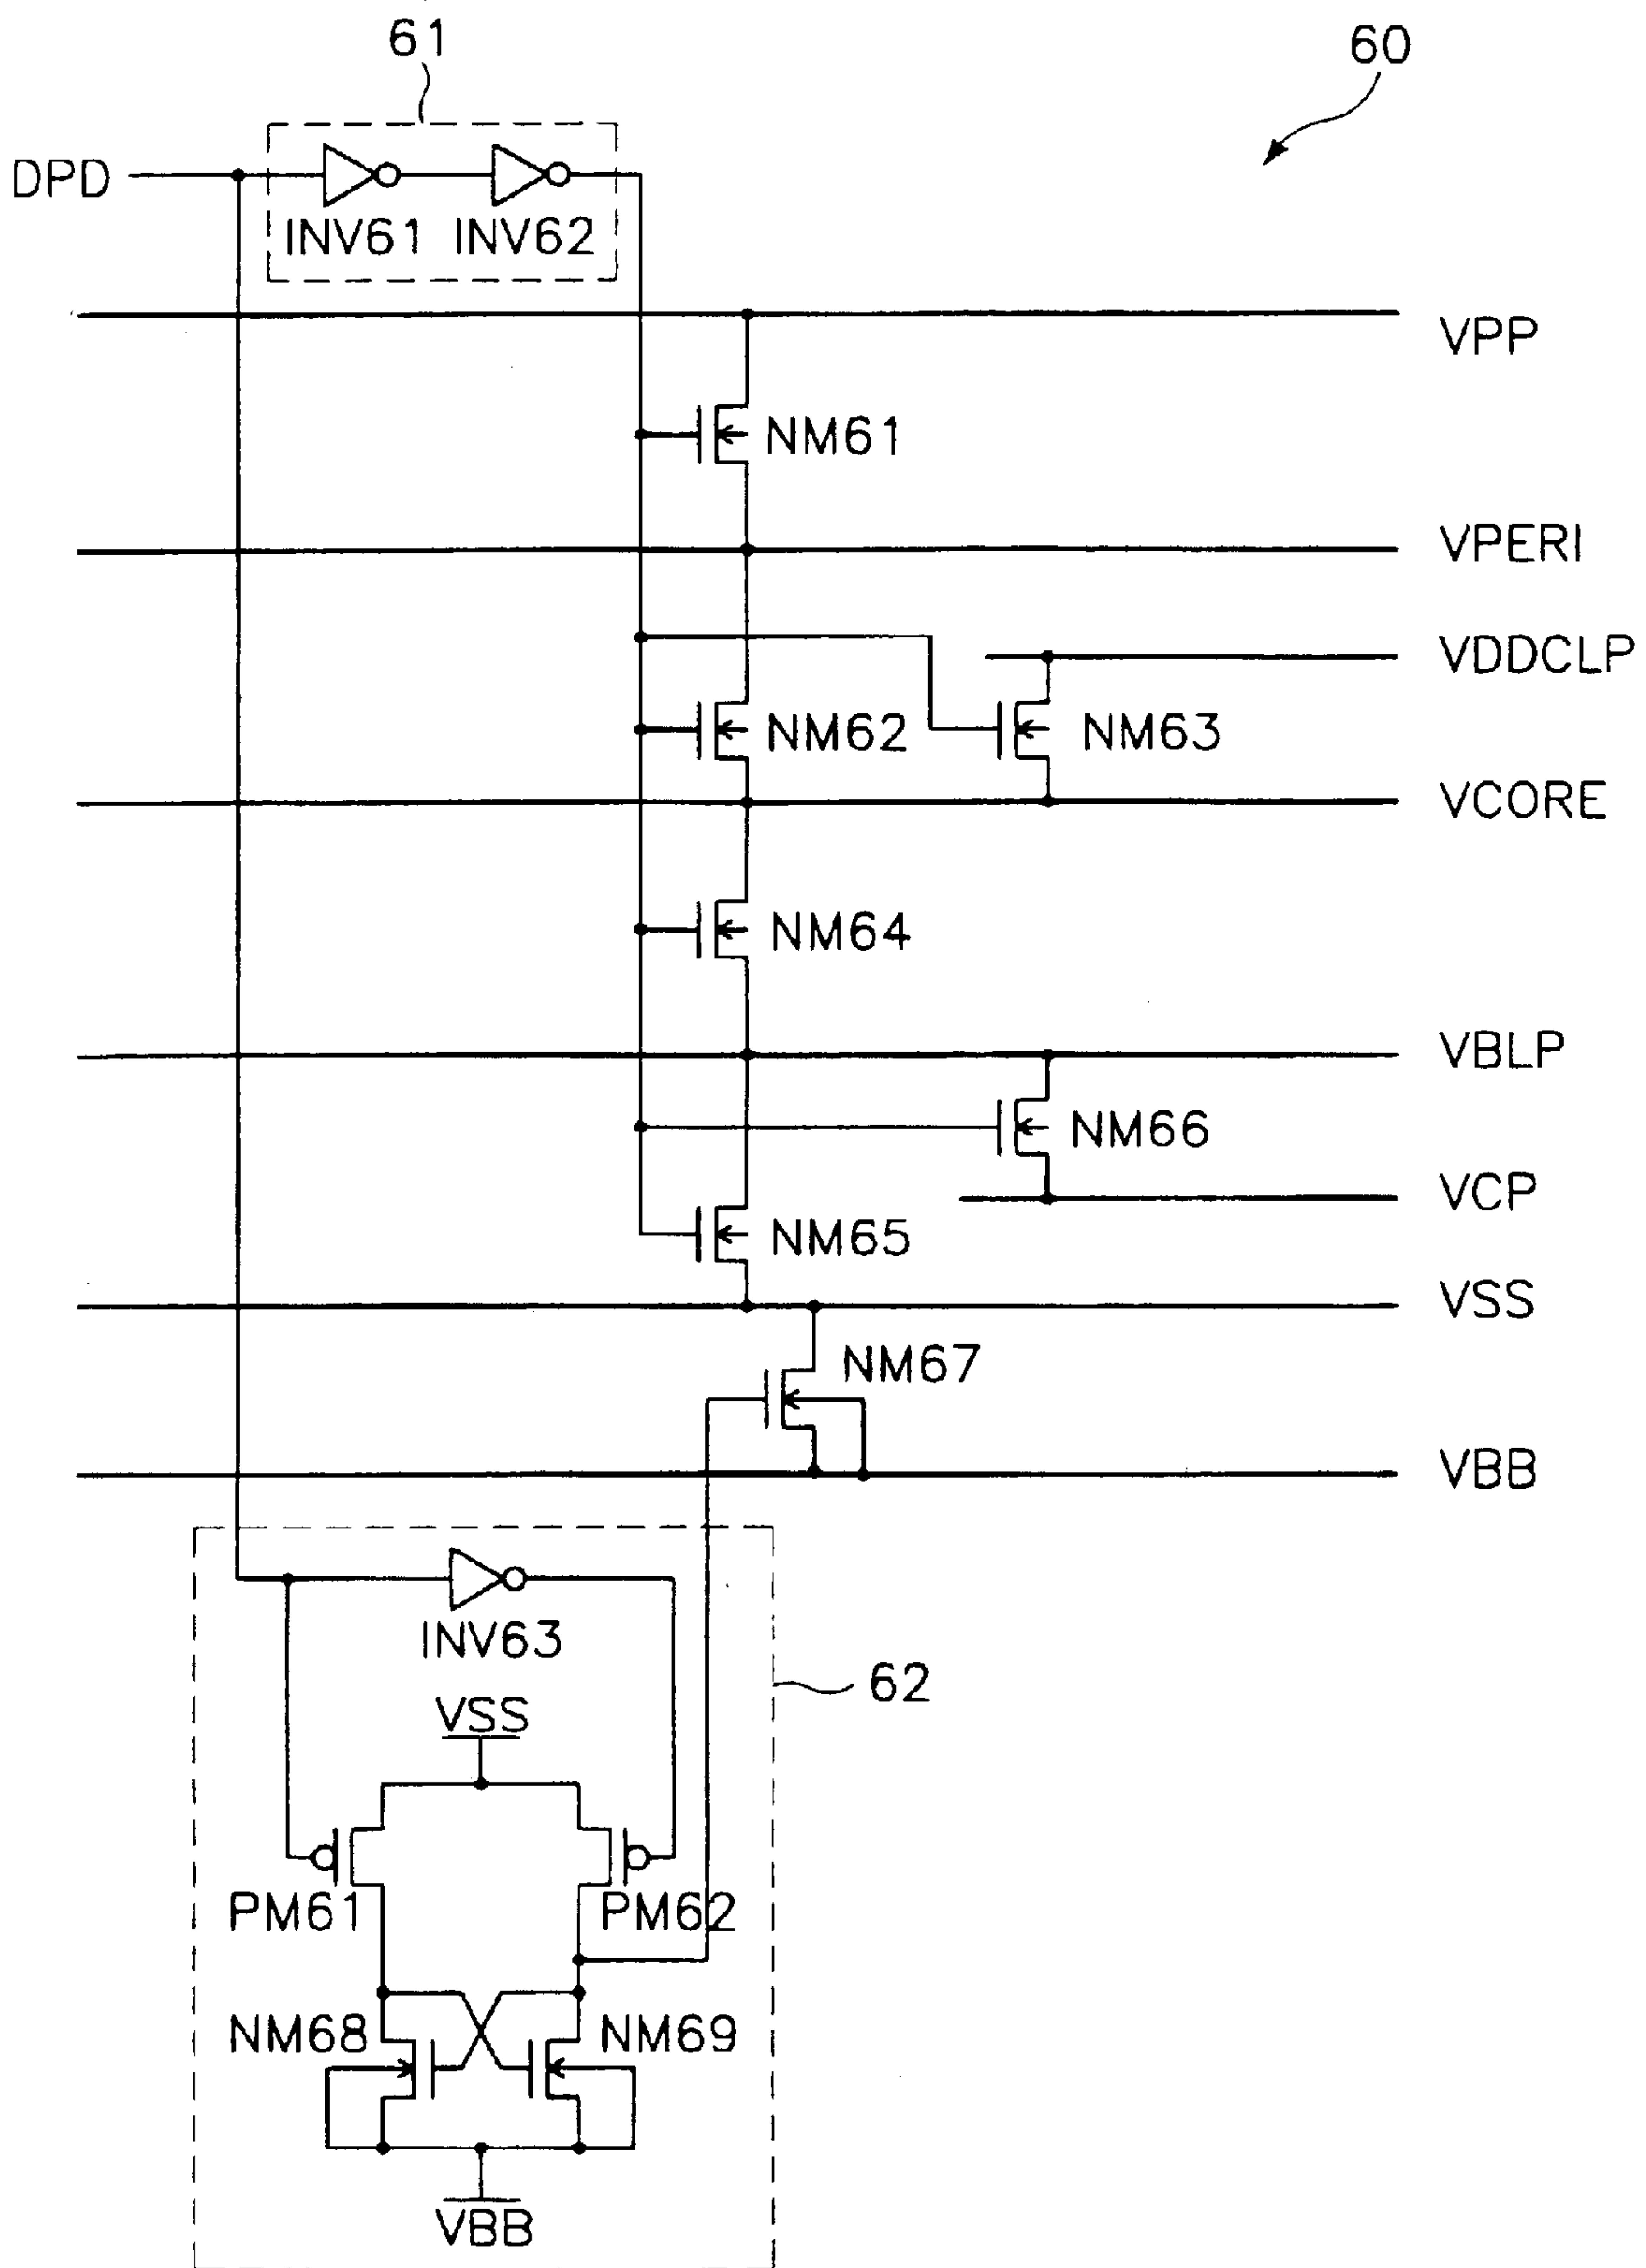 61
60
DPD
INV61 INV62
VPP
NM61
VPERI
VDDCLP
NM62
NM63
VCORE
NM64
VBLP
NM66
VCP
NM65
VSS
NM67
VBB
INV63
62
VSS
PM61
PM62
NM68
NM69
VBB